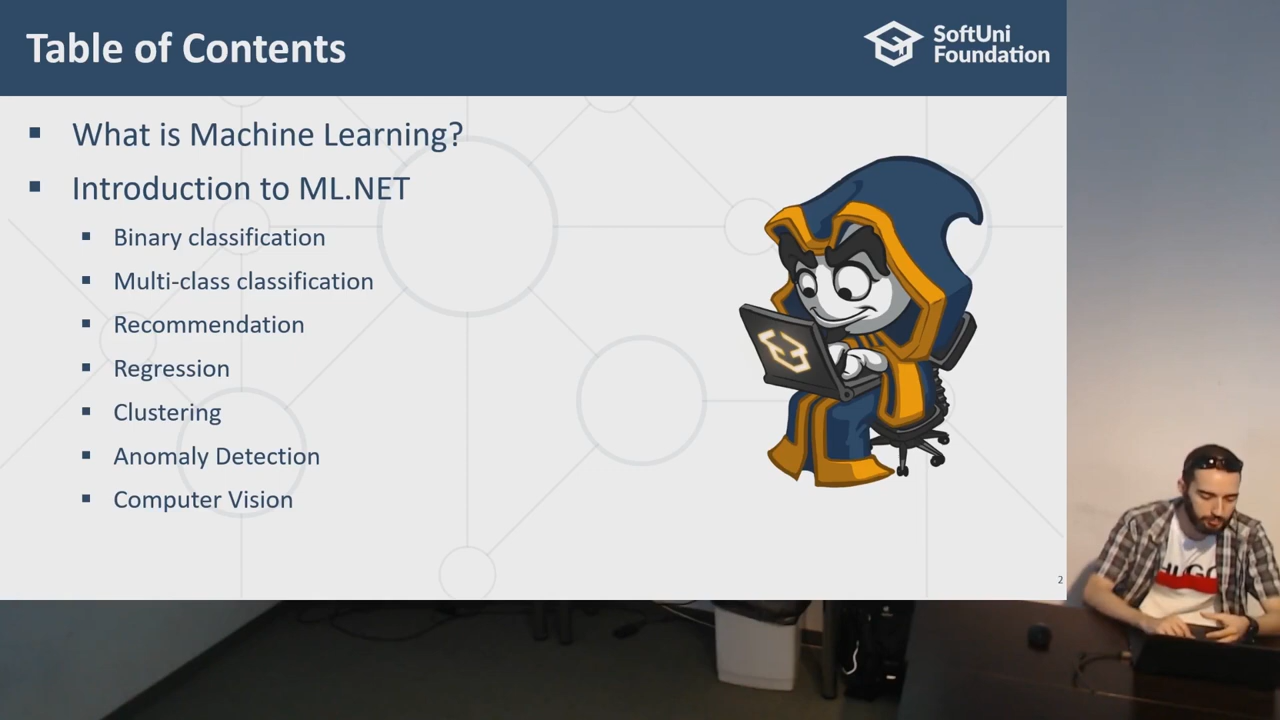 Table of Contents
SoftUni
Foundation
What is Machine Learning?
Introduction to ML.NET
Binary classification
Multi-class classification
Recommendation
Regression
Clustering
Anomaly Detection
Computer Vision
2
HUGO